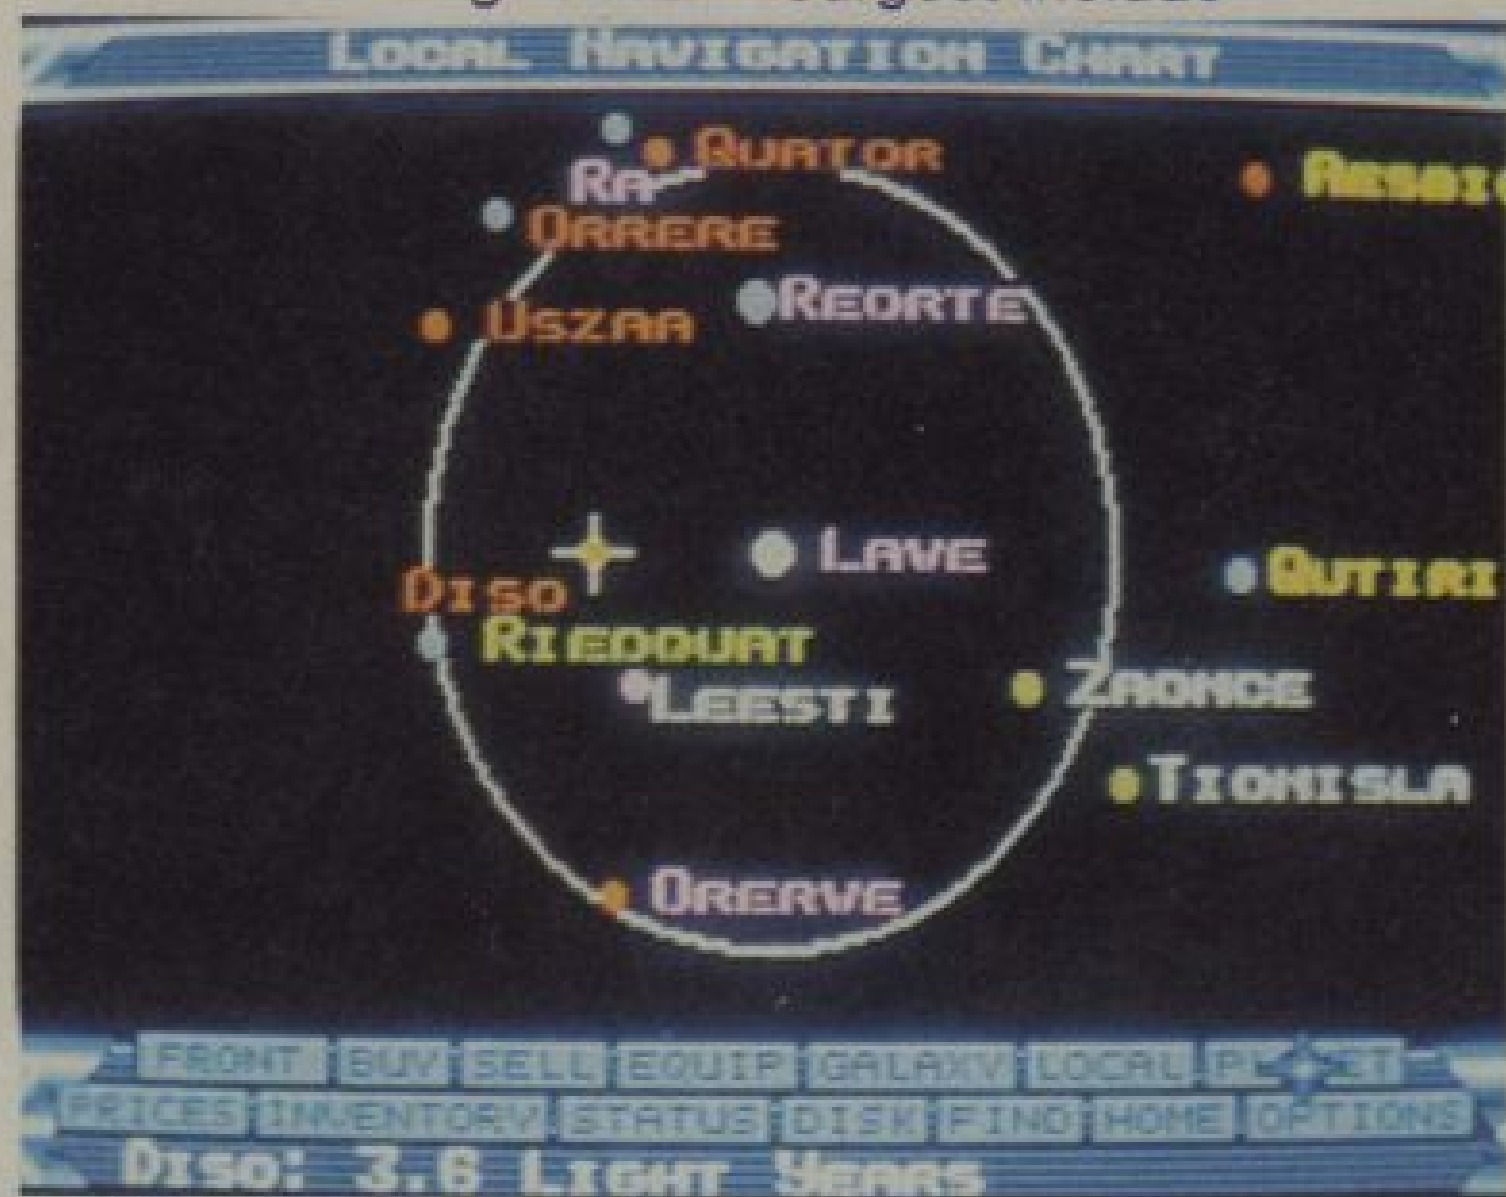 LOCAL NAVIGATION CHART
QUATOR
RA
ORRERE
REORTE
USZAA
LAVE
DISO
QUTIRI
RIEDQUAT
LEESTI
ZAONCE
TIONISLA
ORERVE
FRONT BUY SELL EQUIP GALAXY LOCAL
PRICES INVENTORY STATUS DISK FIND HOME OPTIONS
DISO: 3.6 LIGHT YEARS